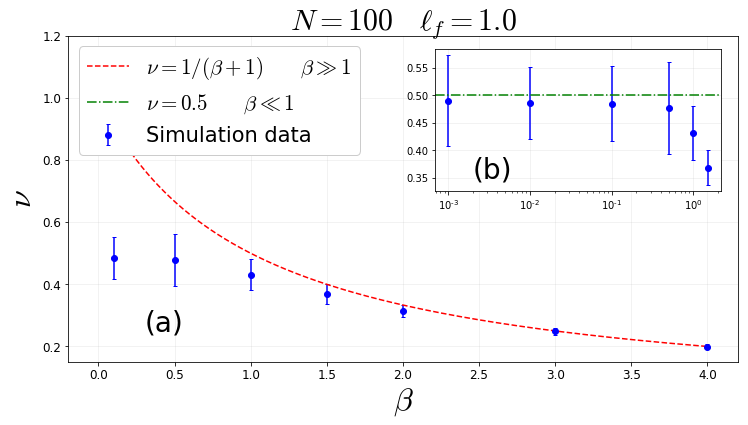 N = 100 ℓ_f = 1.0
ν = 1/(β+1) β ≫ 1
ν = 0.5 β ≪ 1
Simulation data
1.2
1.0
0.8
0.6
0.4
0.2
ν
(a)
0.55
0.50
0.45
0.40
0.35
(b)
10⁻³ 10⁻² 10⁻¹ 10⁰
0.0 0.5 1.0 1.5 2.0 2.5 3.0 3.5 4.0
β